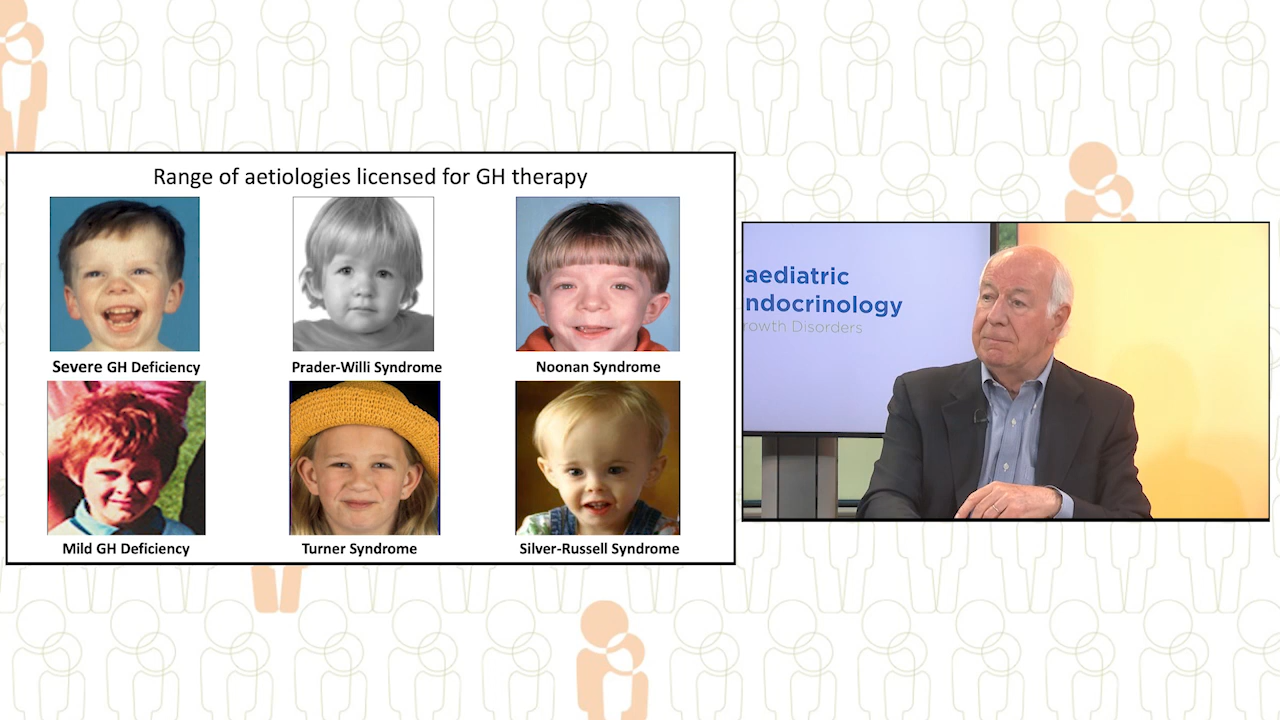 Range of aetiologies licensed for GH therapy
Severe GH Deficiency
Prader-Willi Syndrome
Noonan Syndrome
Mild GH Deficiency
Turner Syndrome
Silver-Russell Syndrome
aediatric
ndocrinology
rowth Disorders